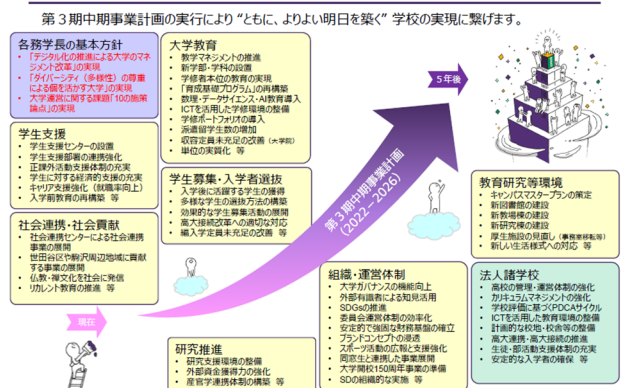 第３期中期事業計画の実行により“ともに、よりよい明日を築く”学校の実現に繋げます。
各務学長の基本方針
・「デジタル化の推進による大学のマネ
ジメント改革」の実現
・「ダイバーシティ（多様性）の尊重
による個を活かす大学」の実現
・大学運営に関する課題「10の施策
論点」の実現
大学教育
・教学マネジメントの推進
・新学部・学科の設置
・学修者本位の教育の実現
・「育成基礎プログラム」の再構築
・数理・データサイエンス・AI教育導入
・ICTを活用した学修環境の整備
・学修ポートフォリオの導入
・派遣留学生数の増加
・収容定員未充足の改善（大学院）
・単位の実質化 等
学生支援
・学生支援センターの設置
・学生支援部署の連携強化
・正課外活動支援体制の充実
・学生に対する経済的支援の充実
・キャリア支援強化（就職率向上）
・入学前教育の再構築 等
学生募集・入学者選抜
・入学後に活躍する学生の獲得
・多様な学生の選抜方法の構築
・効果的な学生募集活動の展開
・高大接続改革への適切な対応
・編入学定員未充足の改善 等
社会連携・社会貢献
・社会連携センターによる社会連携
事業の展開
・世田谷区や駒沢周辺地域に貢献
する事業の展開
・仏教・禅文化を社会に発信
・リカレント教育の推進 等
現在
第３期中期事業計画
（2022～2026）
５年後
研究推進
・研究支援環境の整備
・外部資金獲得力の強化
・産官学連携体制の構築 等
組織・運営体制
・大学ガバナンスの機能向上
・外部有識者による知見活用
・SDGsの推進
・委員会運営体制の効率化
・安定的で強固な財務基盤の確立
・ブランドコンセプトの浸透
・スポーツ活動の広報と支援強化
・同窓生と連携した事業展開
・大学開校150周年事業の準備
・SDの組織的な実施 等
教育研究等環境
・キャンパスマスタープランの策定
・新図書館の建設
・新教場棟の建設
・新研究棟の建設
・厚生施設の見直し（事務棟移転等）
・新しい生活様式への対応 等
法人諸学校
・高校の管理・運営体制の強化
・カリキュラムマネジメントの強化
・学校評価に基づくPDCAサイクル
・ICTを活用した教育環境の整備
・計画的な校地・校舎等の整備
・高大連携・高大接続の推進
・生徒・部活動支援体制の充実
・安定的な入学者の確保 等